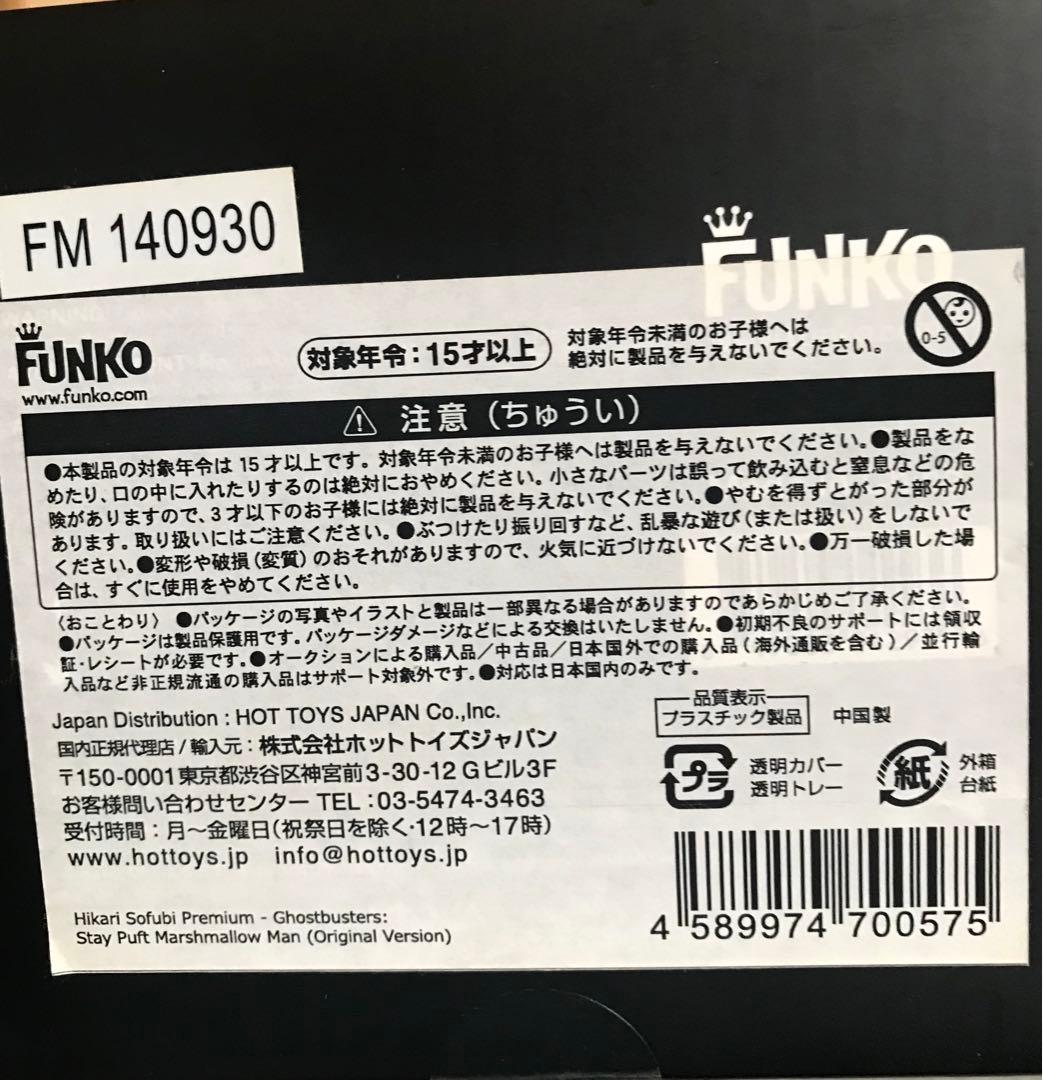 FM 140930
FUNKO
FUNKO
www.funko.com
対象年令：15才以上
対象年令未満のお子様へは
絶対に製品を与えないでください。
0-5
注意（ちゅうい）
●本製品の対象年令は15才以上です。対象年令未満のお子様へは製品を与えないでください。●製品をな
めたり、口の中に入れたりするのは絶対におやめください。小さなパーツは誤って飲み込むと窒息などの危
険がありますので、3才以下のお子様には絶対に製品を与えないでください。●やむを得ずとがった部分が
あります。取り扱いにはご注意ください。●ぶつけたり振り回すなど、乱暴な遊び（または扱い）をしないで
ください。●変形や破損（変質）のおそれがありますので、火気に近づけないでください。●万一破損した場
合は、すぐに使用をやめてください。
〈おことわり〉 ●パッケージの写真やイラストと製品は一部異なる場合がありますのであらかじめご了承ください。
●パッケージは製品保護用です。パッケージダメージなどによる交換はいたしません。●初期不良のサポートには領収
証・レシートが必要です。●オークションによる購入品／中古品／日本国外での購入品（海外通販を含む）／並行輸
入品など非正規流通の購入品はサポート対象外です。●対応は日本国内のみです。
Japan Distribution : HOT TOYS JAPAN Co.,Inc.
国内正規代理店 / 輸入元：株式会社ホットトイズジャパン
〒150-0001 東京都渋谷区神宮前3-30-12 Gビル3F
お客様問い合わせセンター TEL：03-5474-3463
受付時間：月～金曜日（祝祭日を除く・12時～17時）
www.hottoys.jp info@hottoys.jp
品質表示
プラスチック製品
中国製
プラ
透明カバー
透明トレー
紙
外箱
台紙
Hikari Sofubi Premium - Ghostbusters:
Stay Puft Marshmallow Man (Original Version)
4 589974 700575